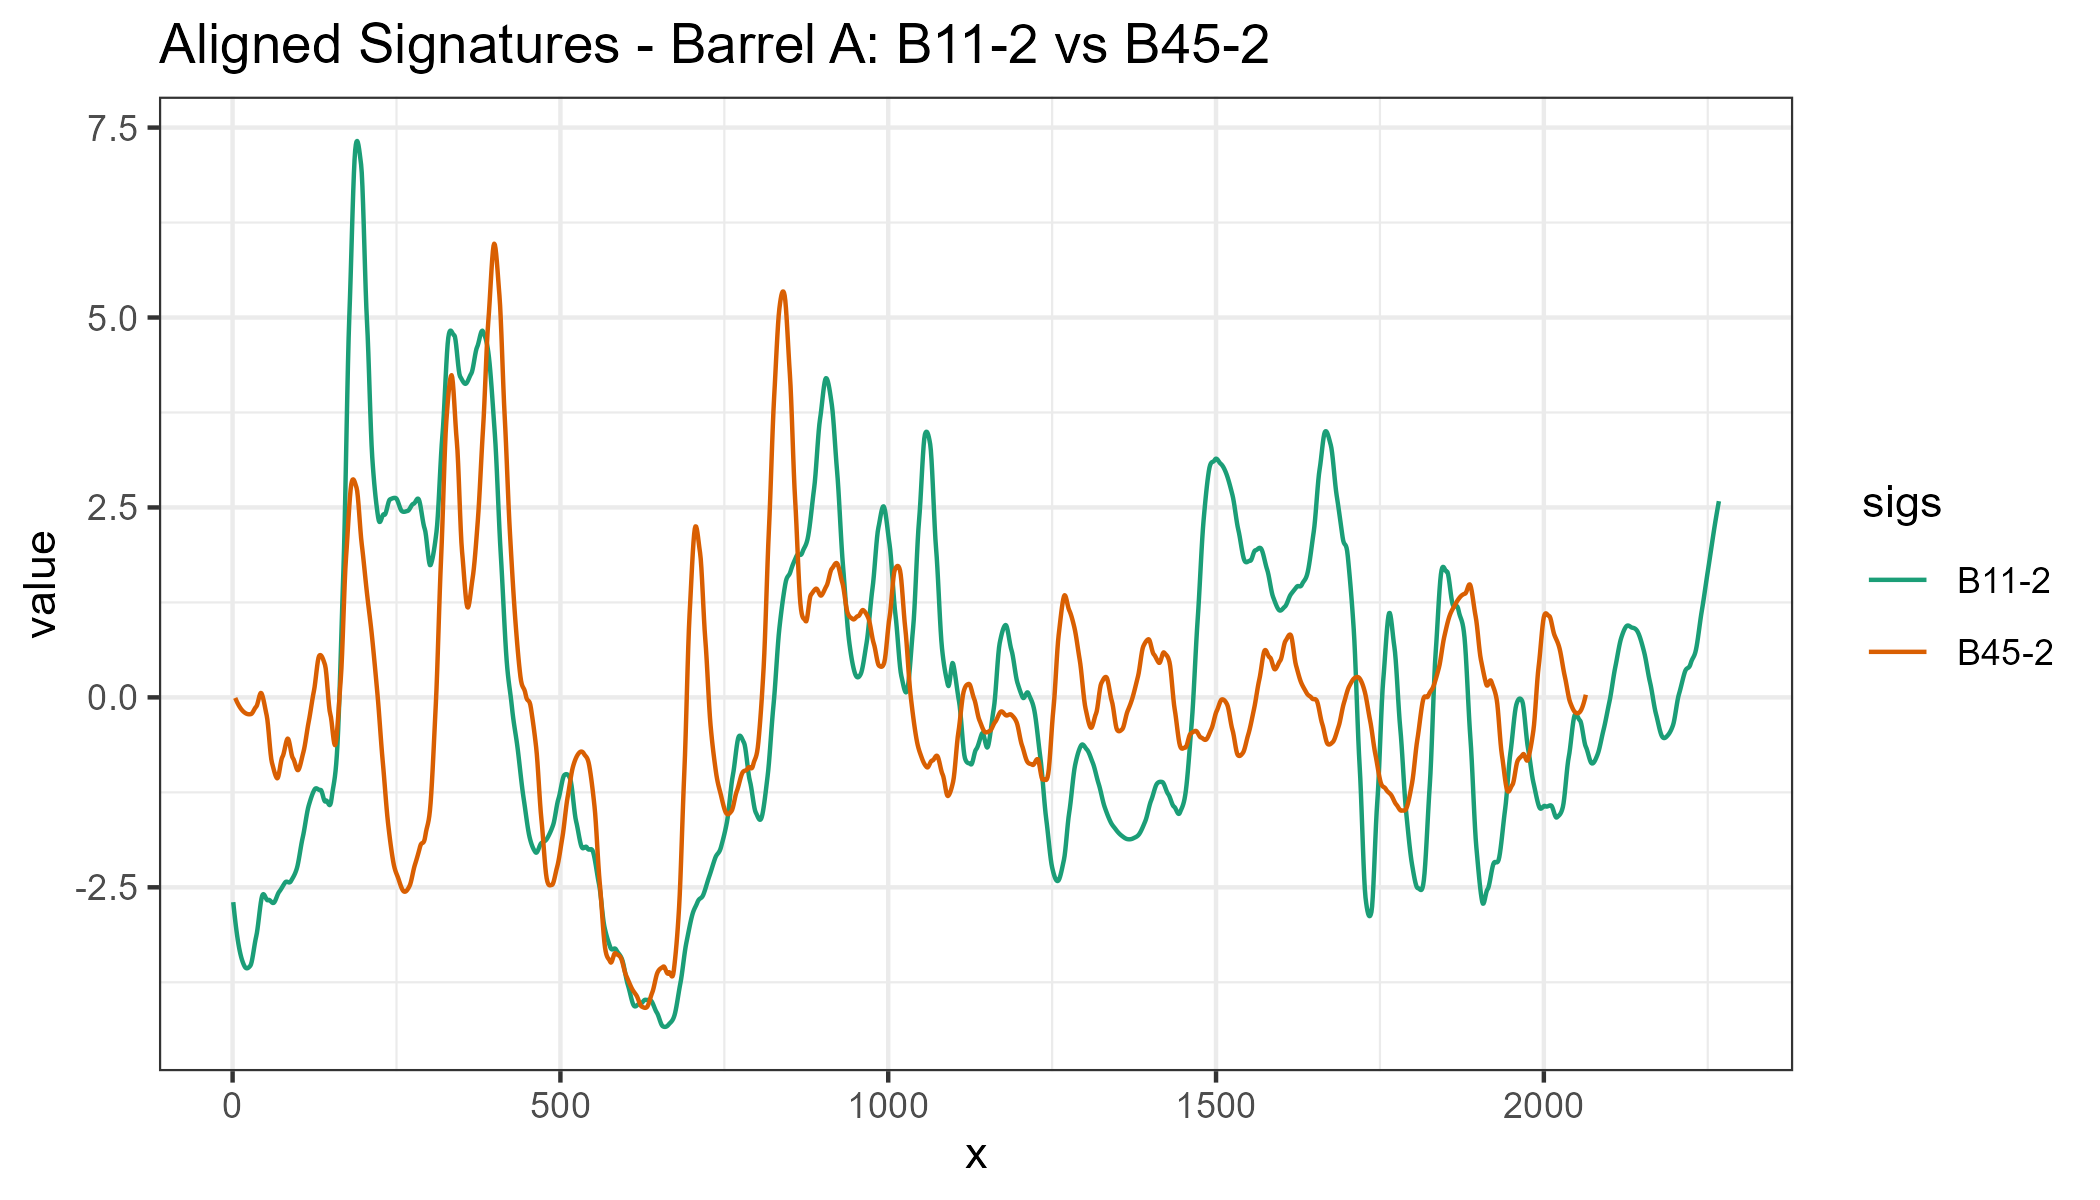 Aligned Signatures - Barrel A: B11-2 vs B45-2
7.5
5.0
2.5
0.0
-2.5
value
0 500 1000 1500 2000
x
sigs
B11-2
B45-2